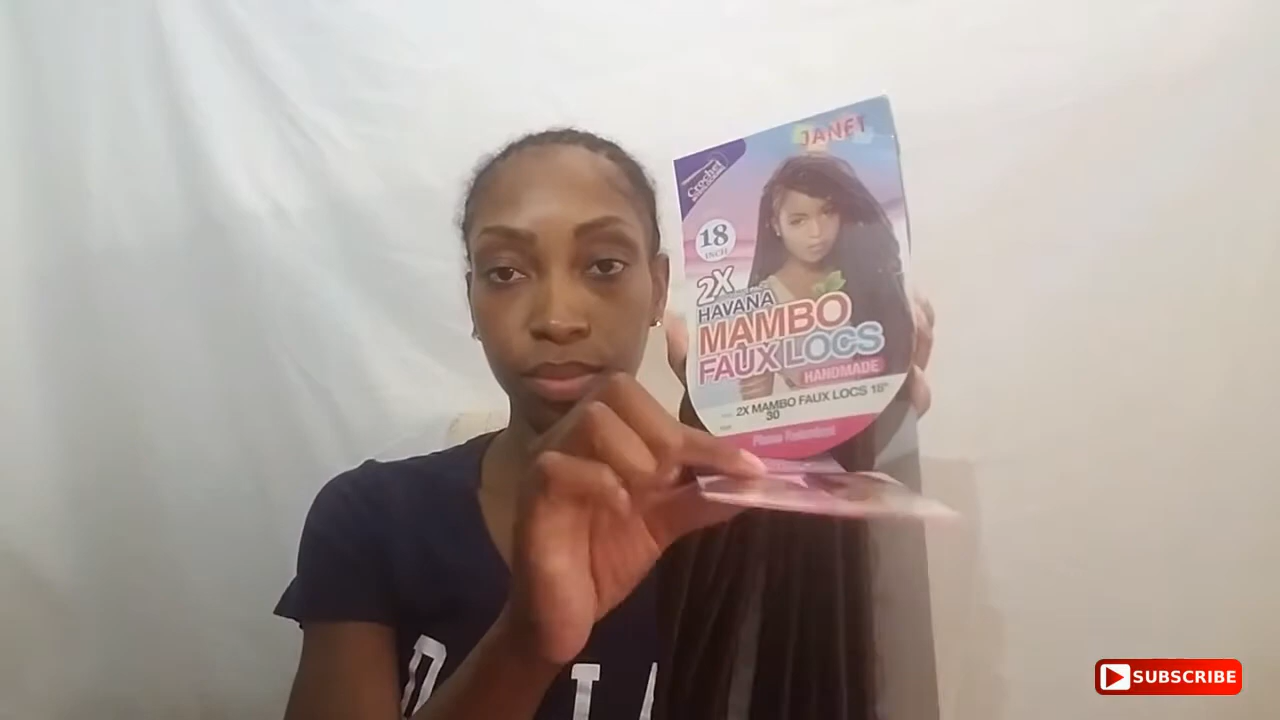 JANET
Crochet
18
INCH
2X
HAVANA
MAMBO
FAUX LOCS
HANDMADE
2X MAMBO FAUX LOCS 18"
30
SUBSCRIBE